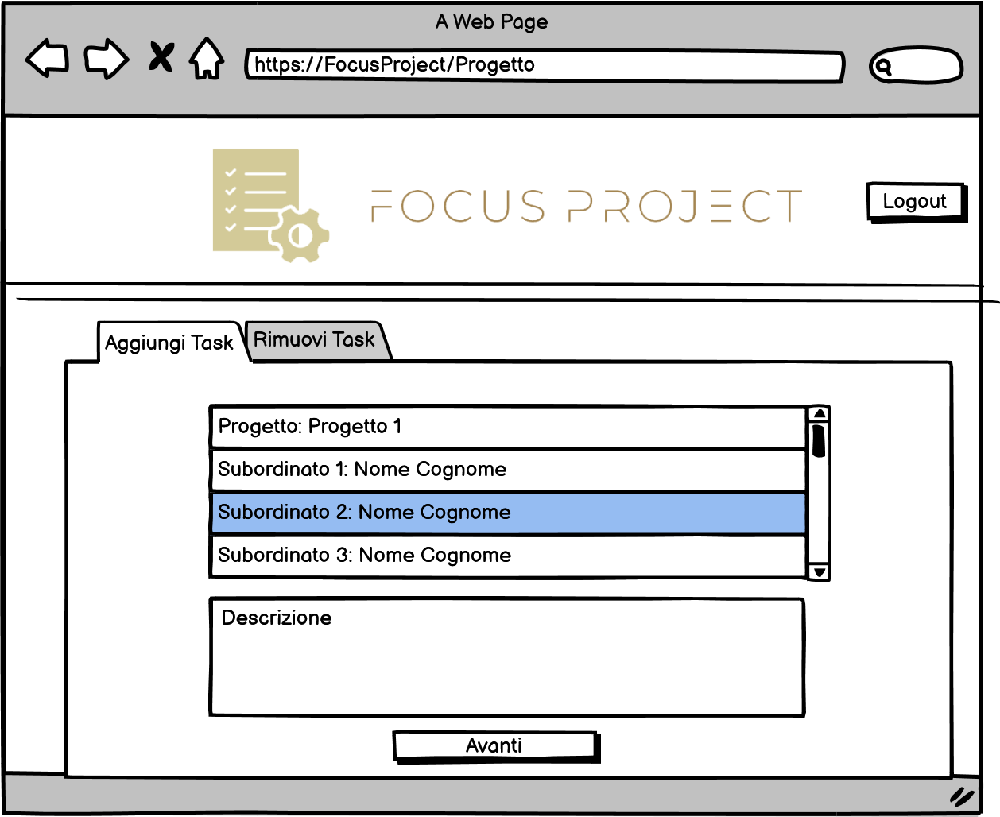 A Web Page
https://FocusProject/Progetto
FOCUS PROJECT
Logout
Aggiungi Task
Rimuovi Task
Progetto: Progetto 1
Subordinato 1: Nome Cognome
Subordinato 2: Nome Cognome
Subordinato 3: Nome Cognome
Descrizione
Avanti